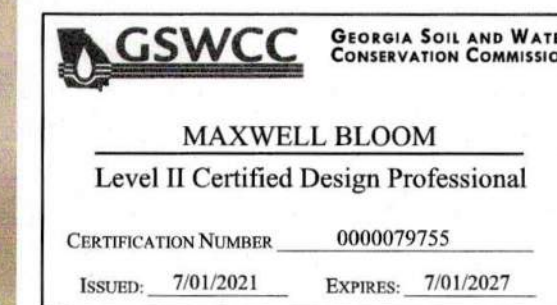 GSWCC GEORGIA SOIL AND WATE
CONSERVATION COMMISSIO
MAXWELL BLOOM
Level II Certified Design Professional
CERTIFICATION NUMBER 0000079755
ISSUED: 7/01/2021 EXPIRES: 7/01/2027